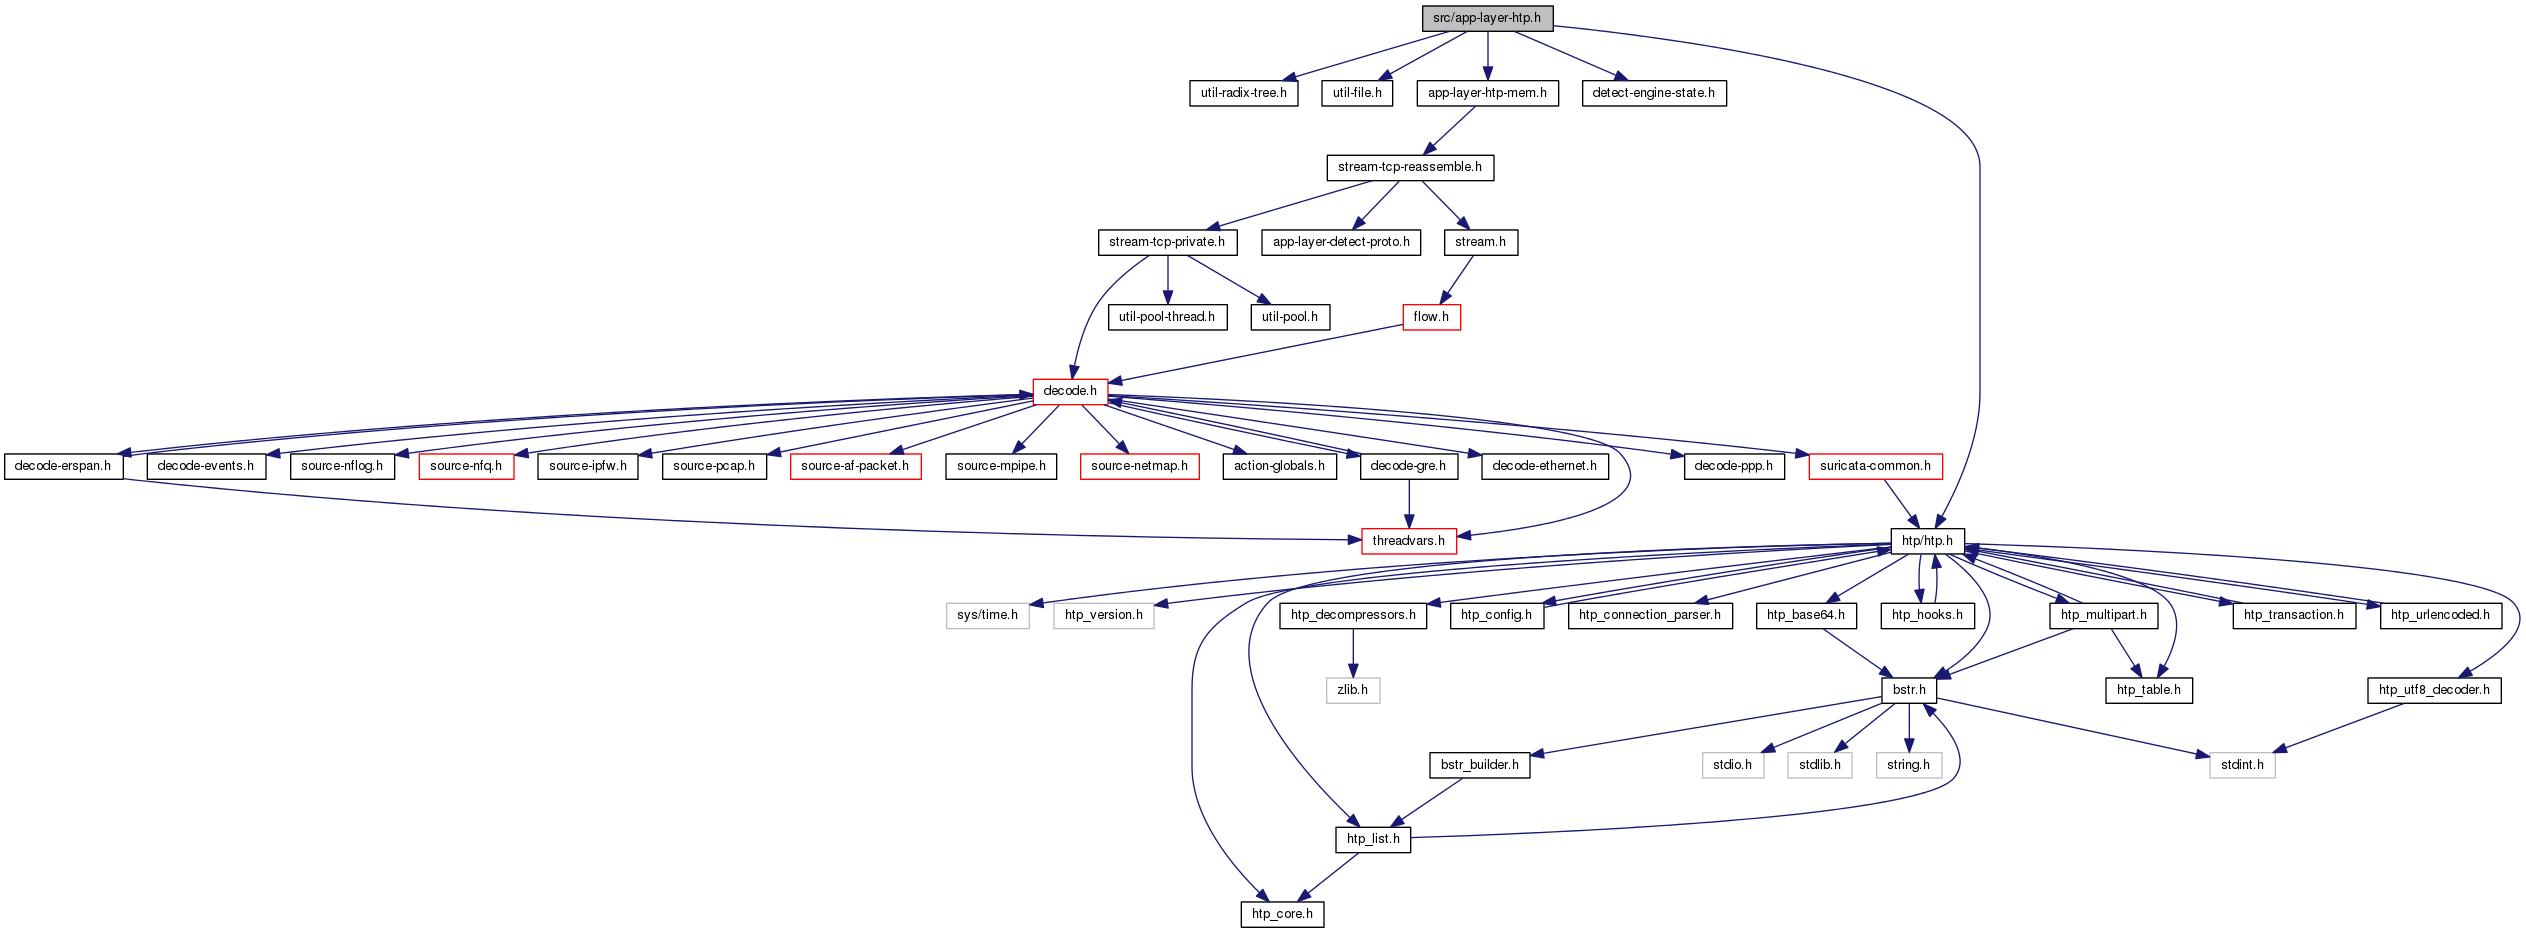 src/app-layer-htp.h
util-radix-tree.h
util-file.h
app-layer-htp-mem.h
detect-engine-state.h
stream-tcp-reassemble.h
stream-tcp-private.h
app-layer-detect-proto.h
stream.h
util-pool-thread.h
util-pool.h
flow.h
decode.h
decode-erspan.h
decode-events.h
source-nflog.h
source-nfq.h
source-ipfw.h
source-pcap.h
source-af-packet.h
source-mpipe.h
source-netmap.h
action-globals.h
decode-gre.h
decode-ethernet.h
decode-ppp.h
suricata-common.h
threadvars.h
htp/htp.h
sys/time.h
htp_version.h
htp_decompressors.h
htp_config.h
htp_connection_parser.h
htp_base64.h
htp_hooks.h
htp_multipart.h
htp_transaction.h
htp_urlencoded.h
zlib.h
bstr.h
htp_table.h
htp_utf8_decoder.h
bstr_builder.h
stdio.h
stdlib.h
string.h
stdint.h
htp_list.h
htp_core.h